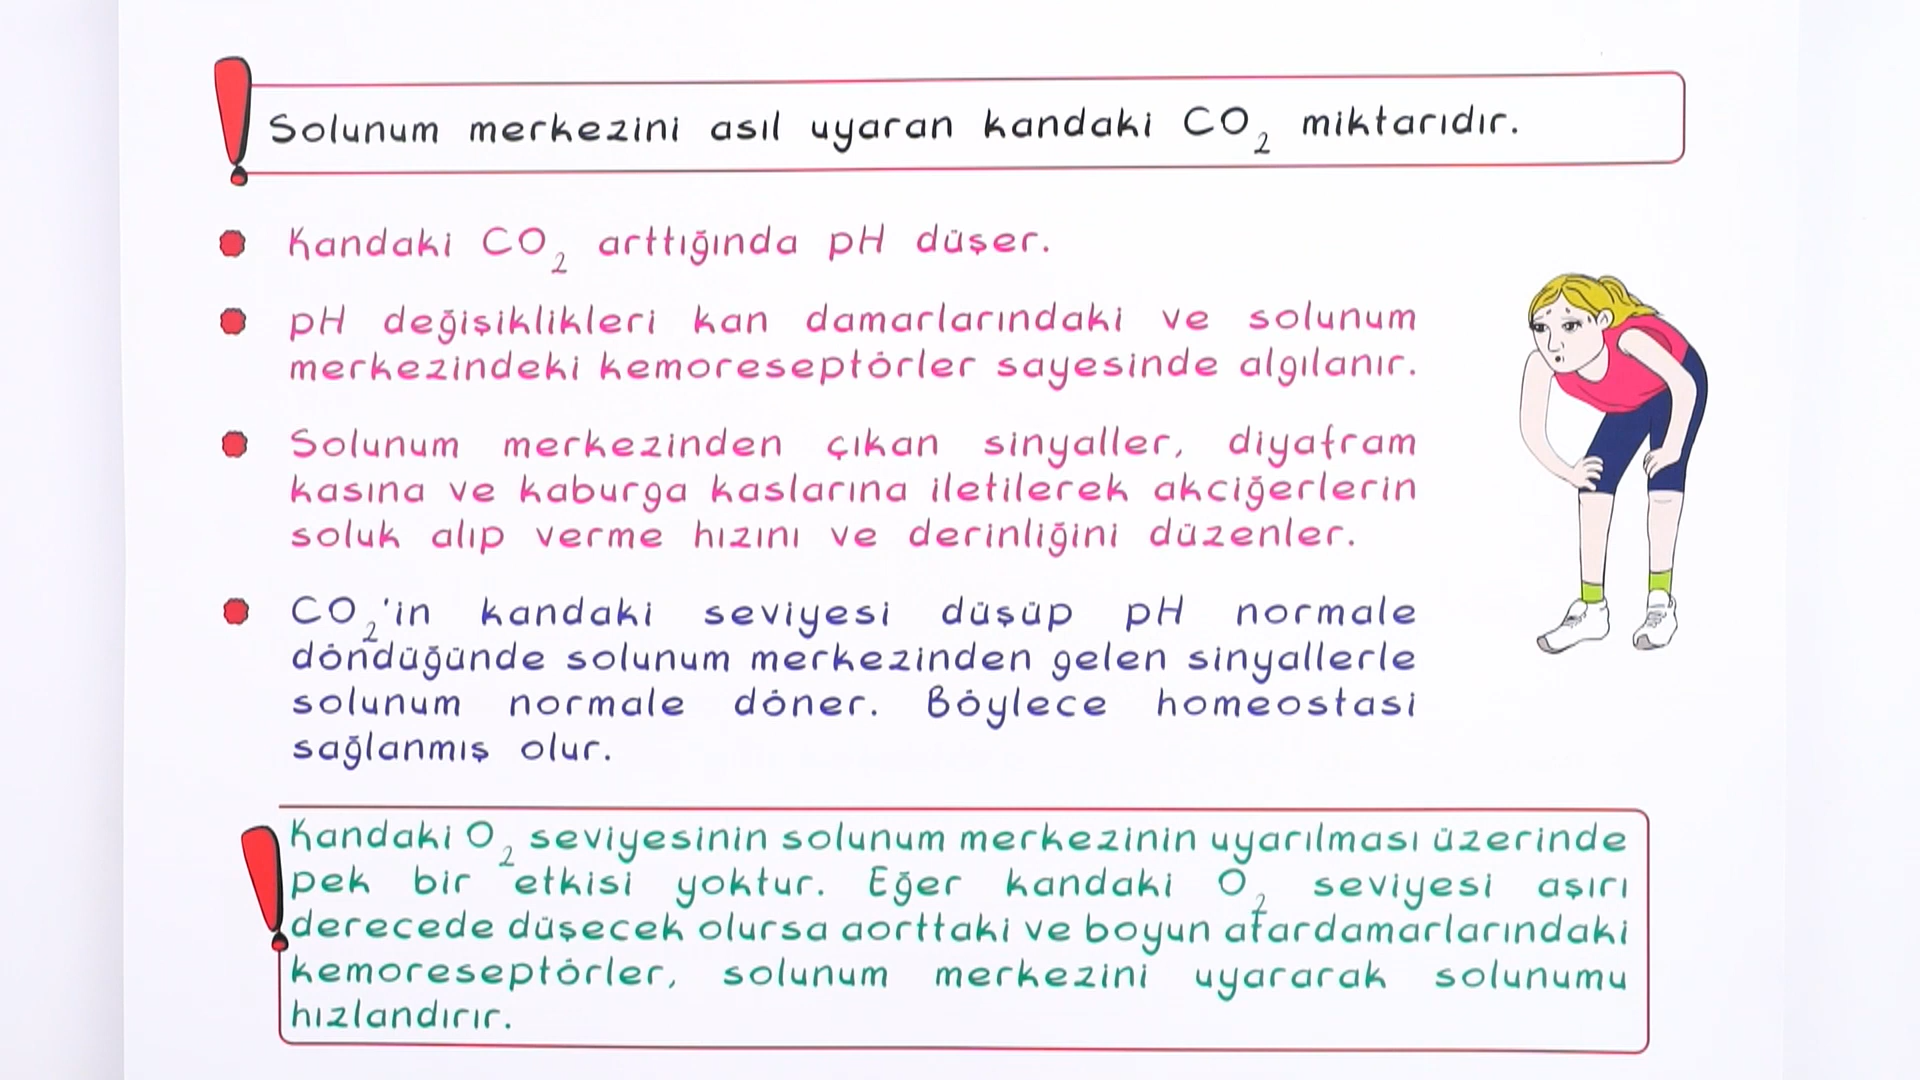 Solunum merkezini asıl uyaran kandaki CO₂ miktarıdır.
Kandaki CO₂ arttığında pH düşer.
pH değişiklikleri kan damarlarındaki ve solunum
merkezindeki kemoreseptörler sayesinde algılanır.
Solunum merkezinden çıkan sinyaller, diyafram
kasına ve kaburga kaslarına iletilerek akciğerlerin
soluk alıp verme hızını ve derinliğini düzenler.
CO₂'in kandaki seviyesi düşüp pH normale
döndüğünde solunum merkezinden gelen sinyallerle
solunum normale döner. Böylece homeostasi
sağlanmış olur.
Kandaki O₂ seviyesinin solunum merkezinin uyarılması üzerinde
pek bir etkisi yoktur. Eğer kandaki O₂ seviyesi aşırı
derecede düşecek olursa aorttaki ve boyun atardamarlarındaki
kemoreseptörler, solunum merkezini uyararak solunumu
hızlandırır.